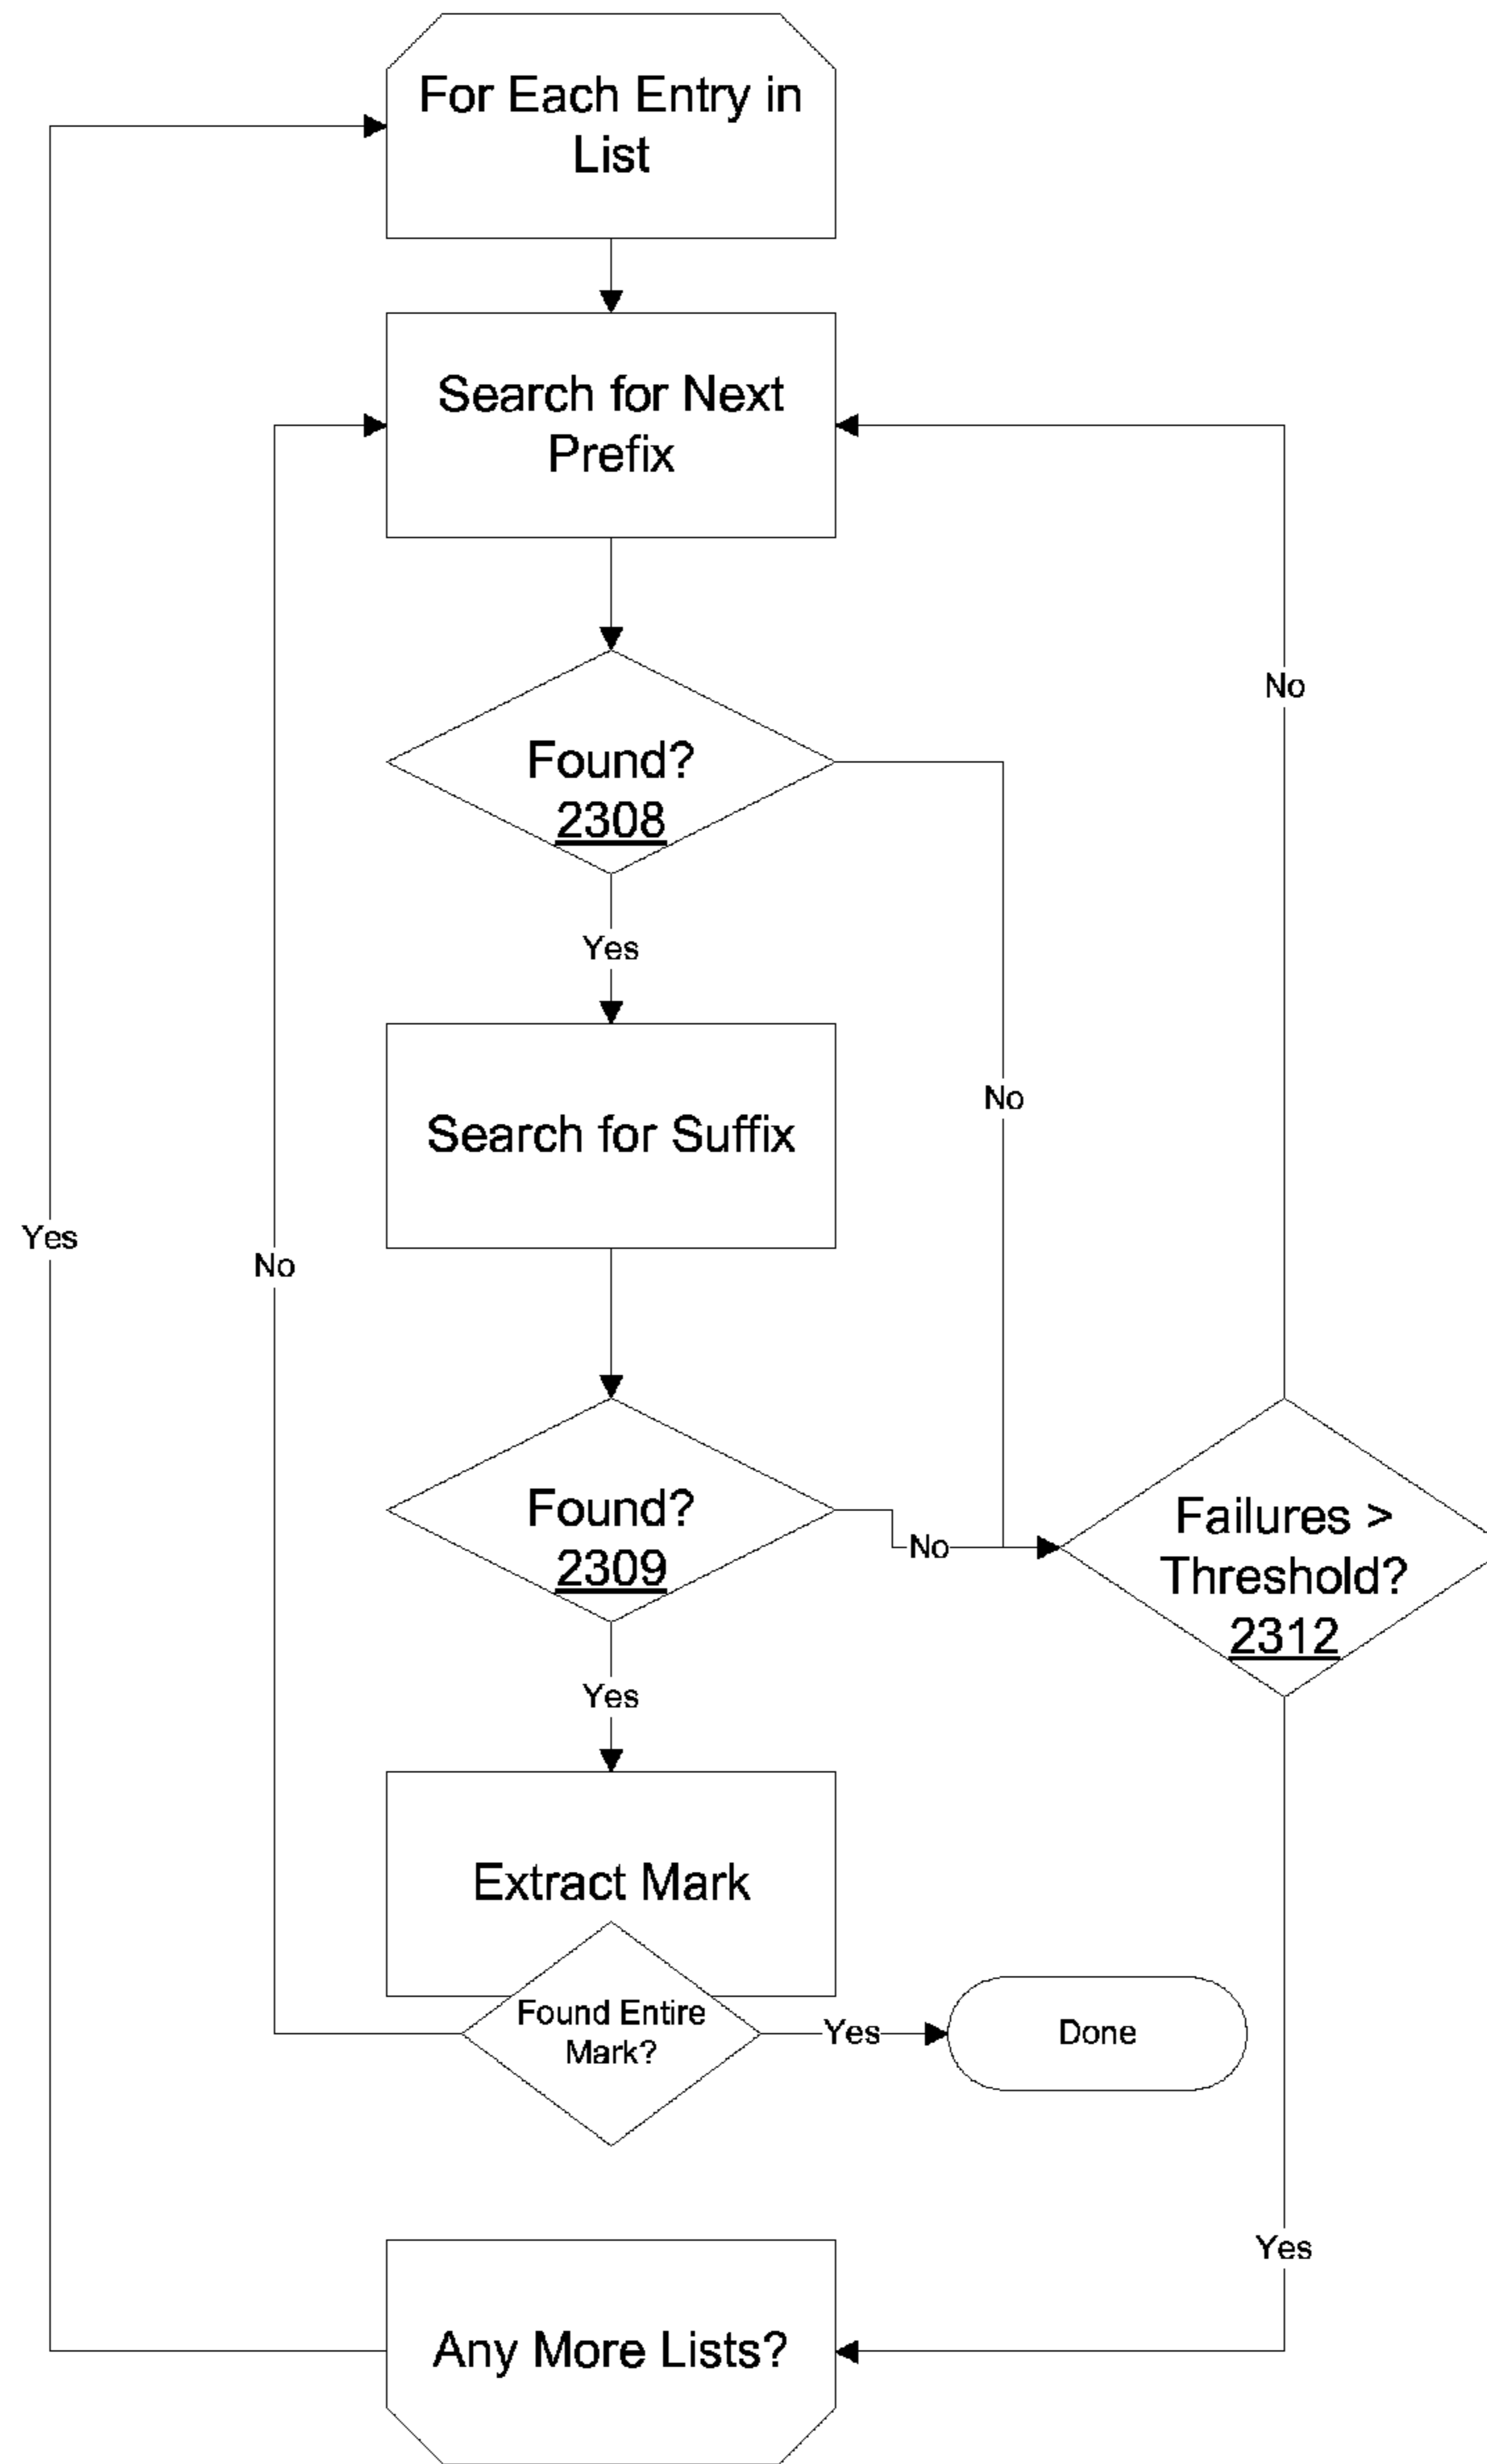 For Each Entry in
List
Search for Next
Prefix
No
Found?
2308
Yes
No
Search for Suffix
Yes
No
Found?
2309
No
Failures >
Threshold?
2312
Yes
Extract Mark
Found Entire
Mark?
Yes
Done
Yes
Any More Lists?